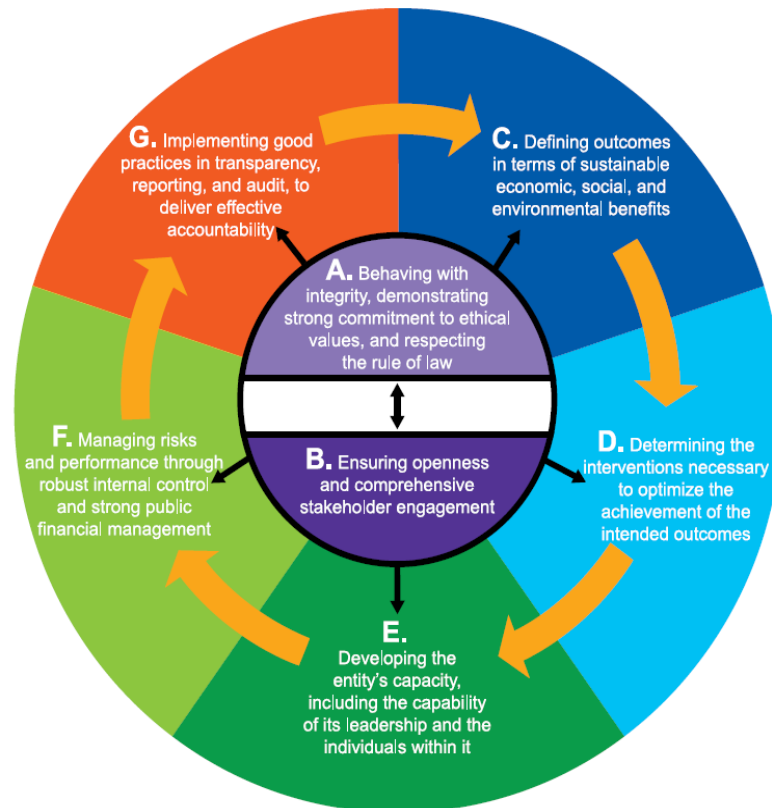 A. Behaving with
integrity, demonstrating
strong commitment to ethical
values, and respecting
the rule of law
B. Ensuring openness
and comprehensive
stakeholder engagement
C. Defining outcomes
in terms of sustainable
economic, social, and
environmental benefits
D. Determining the
interventions necessary
to optimize the
achievement of the
intended outcomes
E.
Developing the
entity's capacity,
including the capability
of its leadership and the
individuals within it
F. Managing risks
and performance through
robust internal control
and strong public
financial management
G. Implementing good
practices in transparency,
reporting, and audit, to
deliver effective
accountability